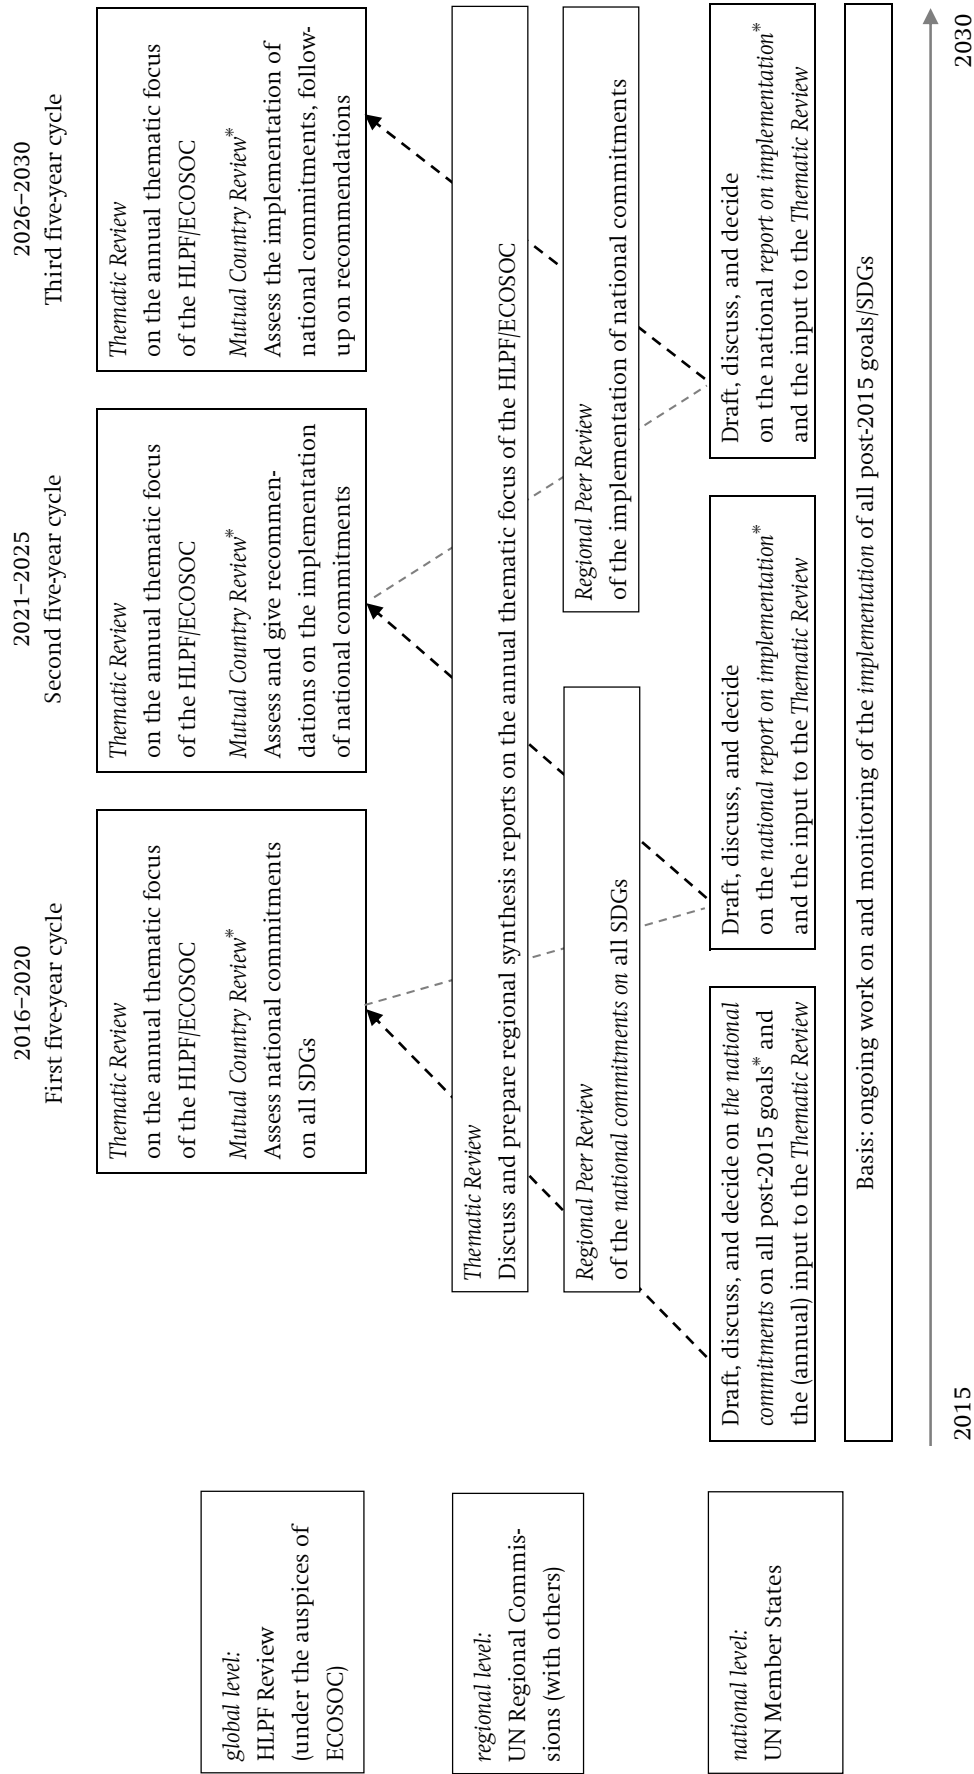 2016–2020
First five-year cycle
2021–2025
Second five-year cycle
2026–2030
Third five-year cycle
global level:
HLPF Review
(under the auspices of
ECOSOC)
Thematic Review
on the annual thematic focus
of the HLPF/ECOSOC
Mutual Country Review*
Assess national commitments
on all SDGs
Thematic Review
on the annual thematic focus
of the HLPF/ECOSOC
Mutual Country Review*
Assess and give recommen-
dations on the implementation
of national commitments
Thematic Review
on the annual thematic focus
of the HLPF/ECOSOC
Mutual Country Review*
Assess the implementation of
national commitments, follow-
up on recommendations
regional level:
UN Regional Commis-
sions (with others)
Thematic Review
Discuss and prepare regional synthesis reports on the annual thematic focus of the HLPF/ECOSOC
Regional Peer Review
of the national commitments on all SDGs
Regional Peer Review
of the implementation of national commitments
national level:
UN Member States
Draft, discuss, and decide on the national
commitments on all post-2015 goals* and
the (annual) input to the Thematic Review
Draft, discuss, and decide
on the national report on implementation*
and the input to the Thematic Review
Draft, discuss, and decide
on the national report on implementation*
and the input to the Thematic Review
Basis: ongoing work on and monitoring of the implementation of all post-2015 goals/SDGs
2015
2030